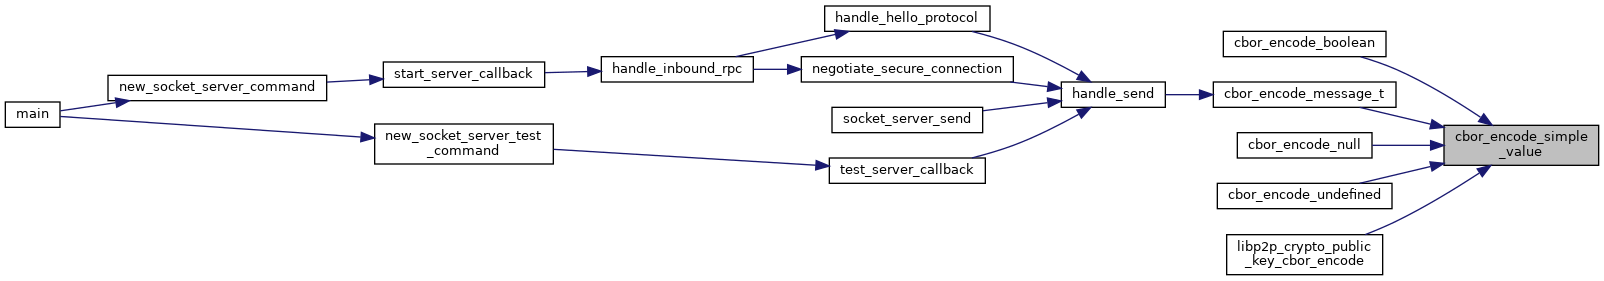 main
new_socket_server_command
new_socket_server_test
_command
start_server_callback
handle_inbound_rpc
handle_hello_protocol
negotiate_secure_connection
socket_server_send
test_server_callback
handle_send
cbor_encode_boolean
cbor_encode_message_t
cbor_encode_null
cbor_encode_undefined
libp2p_crypto_public
_key_cbor_encode
cbor_encode_simple
_value